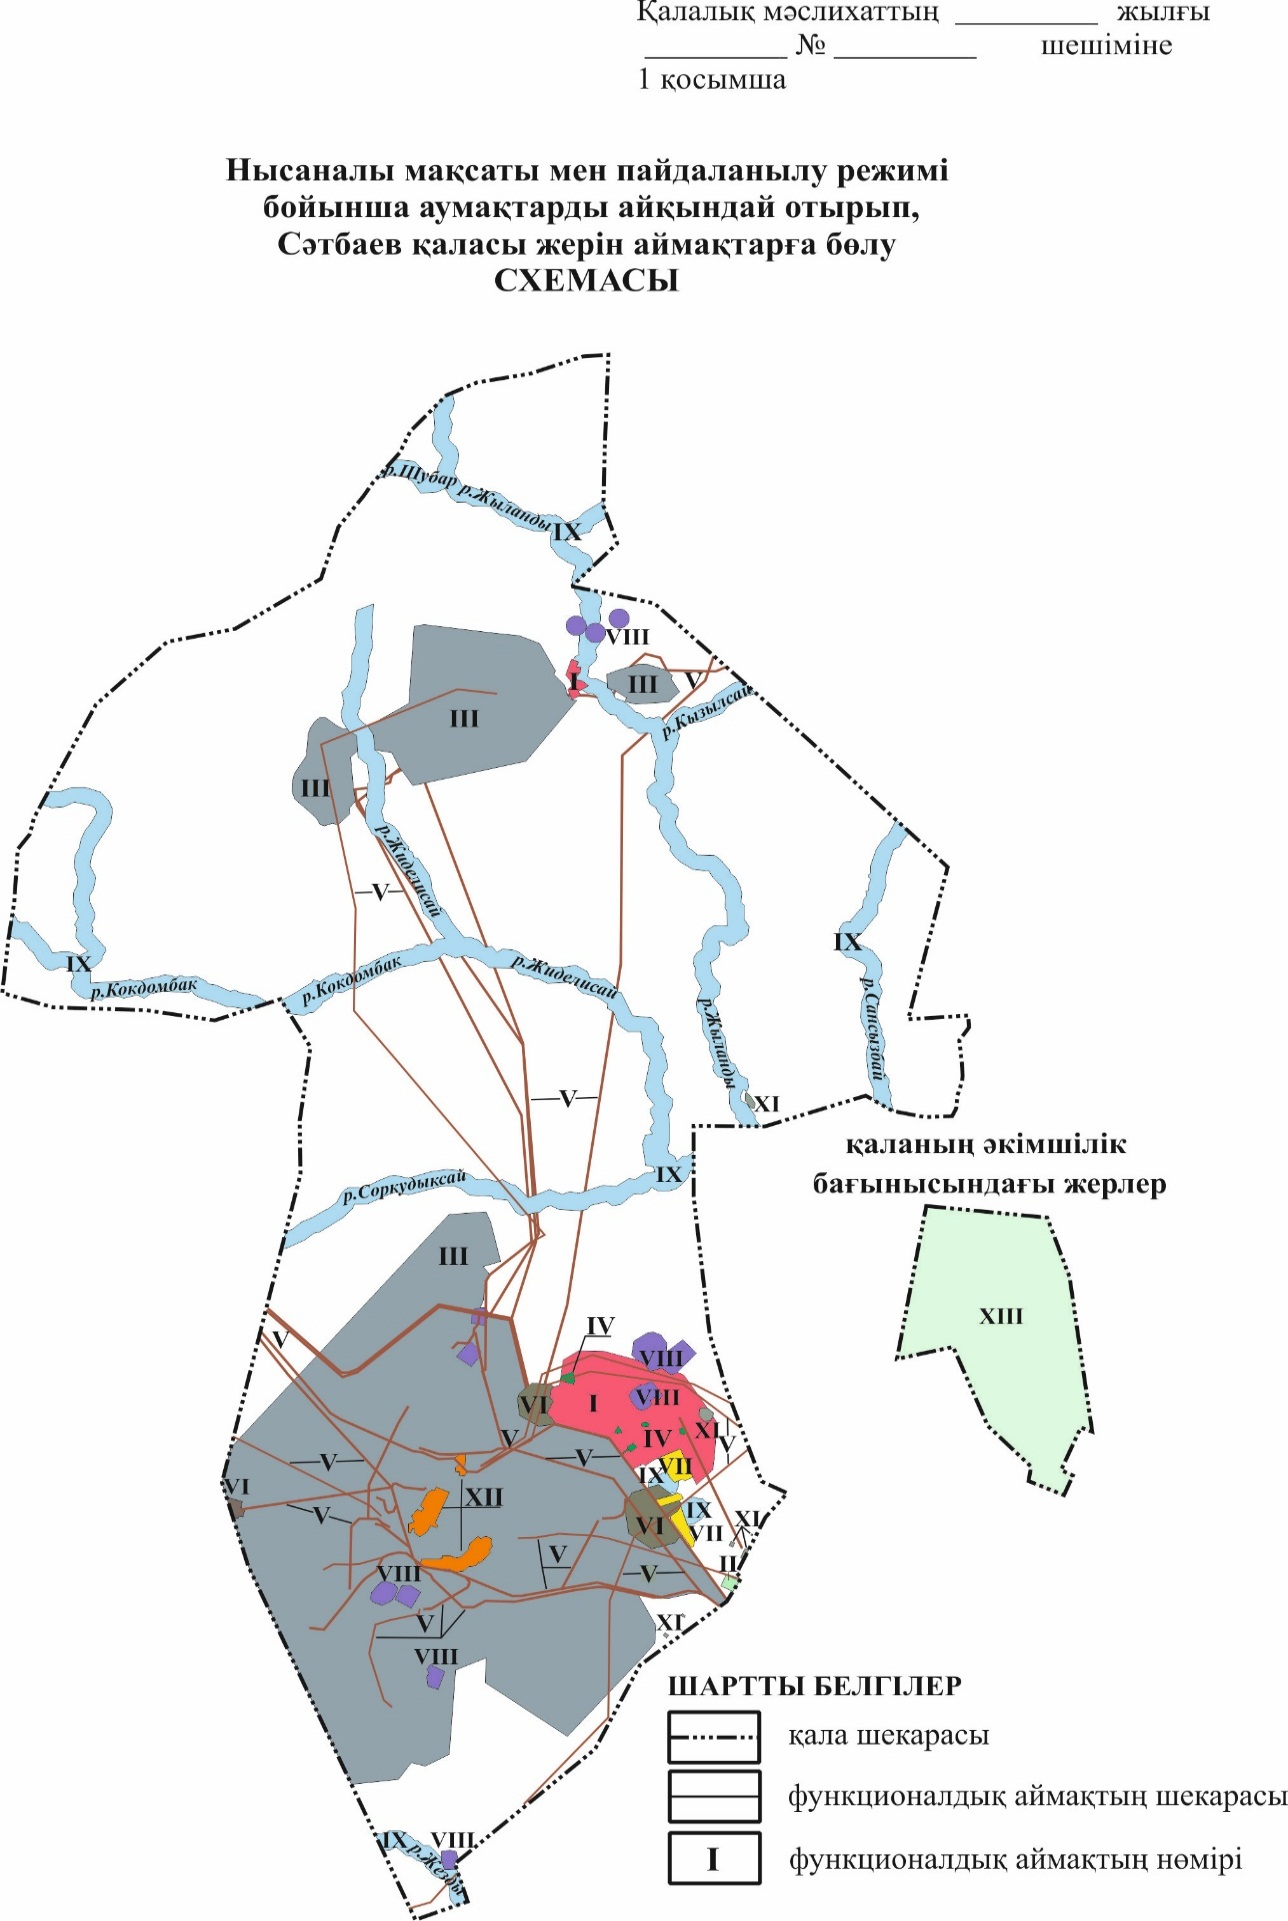 Қалалық мәслихаттың __________ жылғы
__________ № __________ шешіміне
1 қосымша
Нысаналы мақсаты мен пайдаланылу режимі
бойынша аумақтарды айқындай отырып,
Сәтбаев қаласы жерін аймақтарға бөлу
СХЕМАСЫ
р.Шубар р.Жыланды
IX
VIII
I
III
V
р.Кызылсай
III
III
р.Жиделисай
V
IX
IX
р.Кокдомбак
р.Кокдомбак
р.Жиделисай
р.Жыланды
р.Сансызбай
V
XI
қаланың әкімшілік
бағынысындағы жерлер
IX
р.Соркудыксай
III
XIII
IV
V
VIII
VI
I
VIII
XI
V
IV
V
V
V
IX
VII
VI
XII
IX
V
VI
VII
XI
V
II
VIII
V
V
XI
VIII
ШАРТТЫ БЕЛГІЛЕР
қала шекарасы
функционалдық аймақтың шекарасы
I
функционалдық аймақтың нөмірі
IX
VIII
р.Жезды